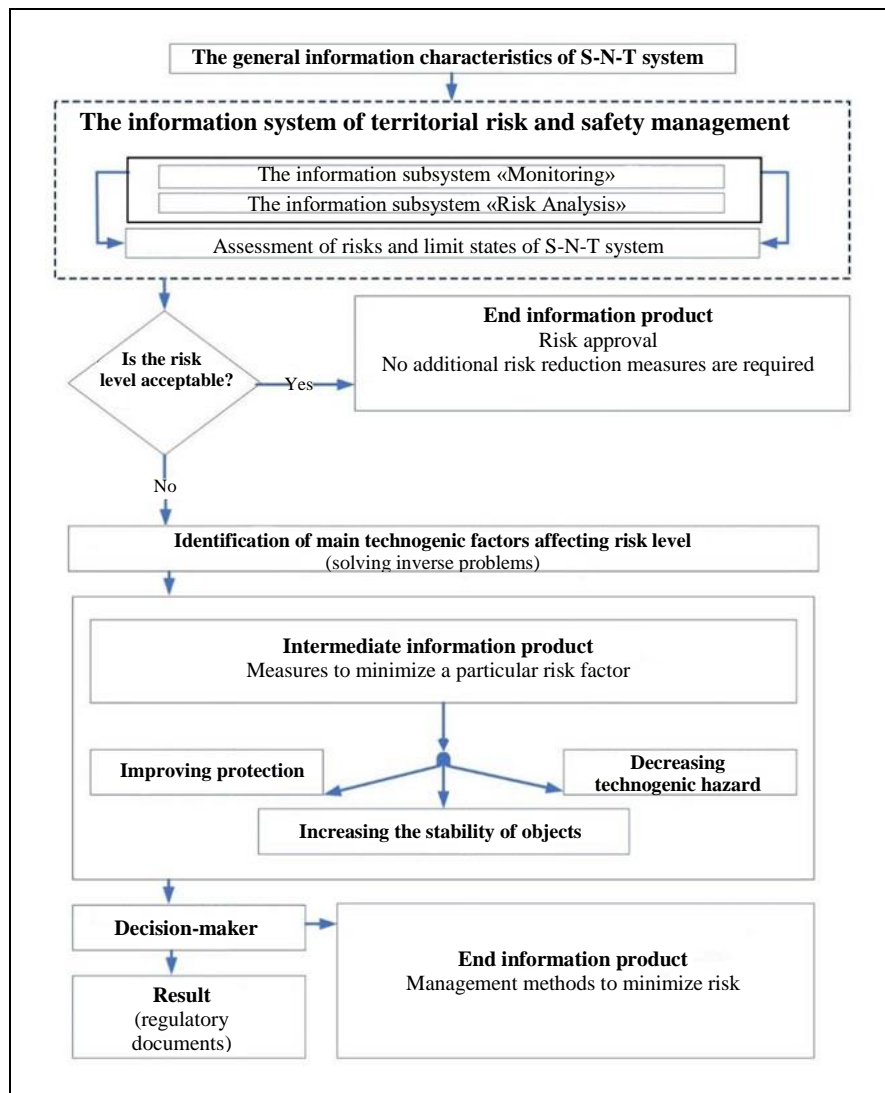 The general information characteristics of S-N-T system
The information system of territorial risk and safety management
The information subsystem «Monitoring»
The information subsystem «Risk Analysis»
Assessment of risks and limit states of S-N-T system
End information product
Risk approval
No additional risk reduction measures are required
Is the risk
level acceptable?
Yes
No
Identification of main technogenic factors affecting risk level
(solving inverse problems)
Intermediate information product
Measures to minimize a particular risk factor
Improving protection
Decreasing
technogenic hazard
Increasing the stability of objects
Decision-maker
End information product
Management methods to minimize risk
Result
(regulatory
documents)